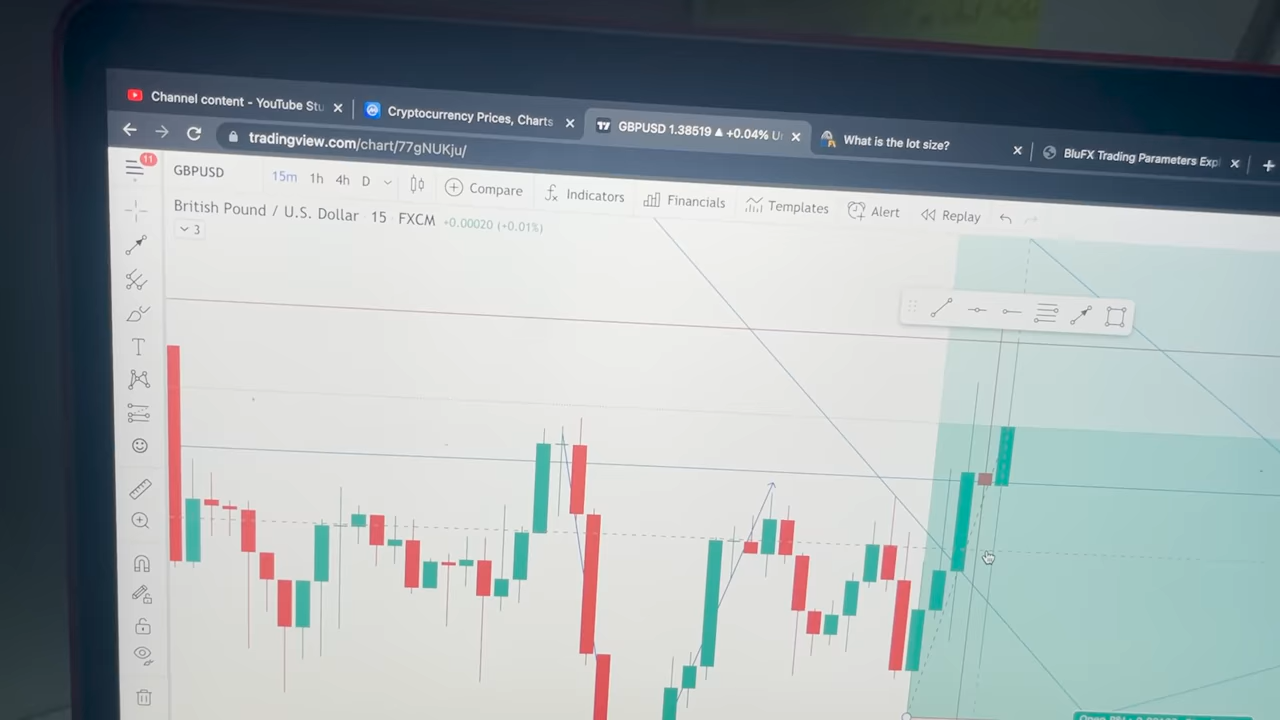 Channel content - YouTube Stu
Cryptocurrency Prices, Charts
GBPUSD 1.38519 ▲ +0.04% U
What is the lot size?
BluFX Trading Parameters Expl
tradingview.com/chart/77gNUKju/
11
GBPUSD
15m 1h 4h D
Compare
Indicators
Financials
Templates
Alert
Replay
British Pound / U.S. Dollar 15 FXCM +0.00020 (+0.01%)
3